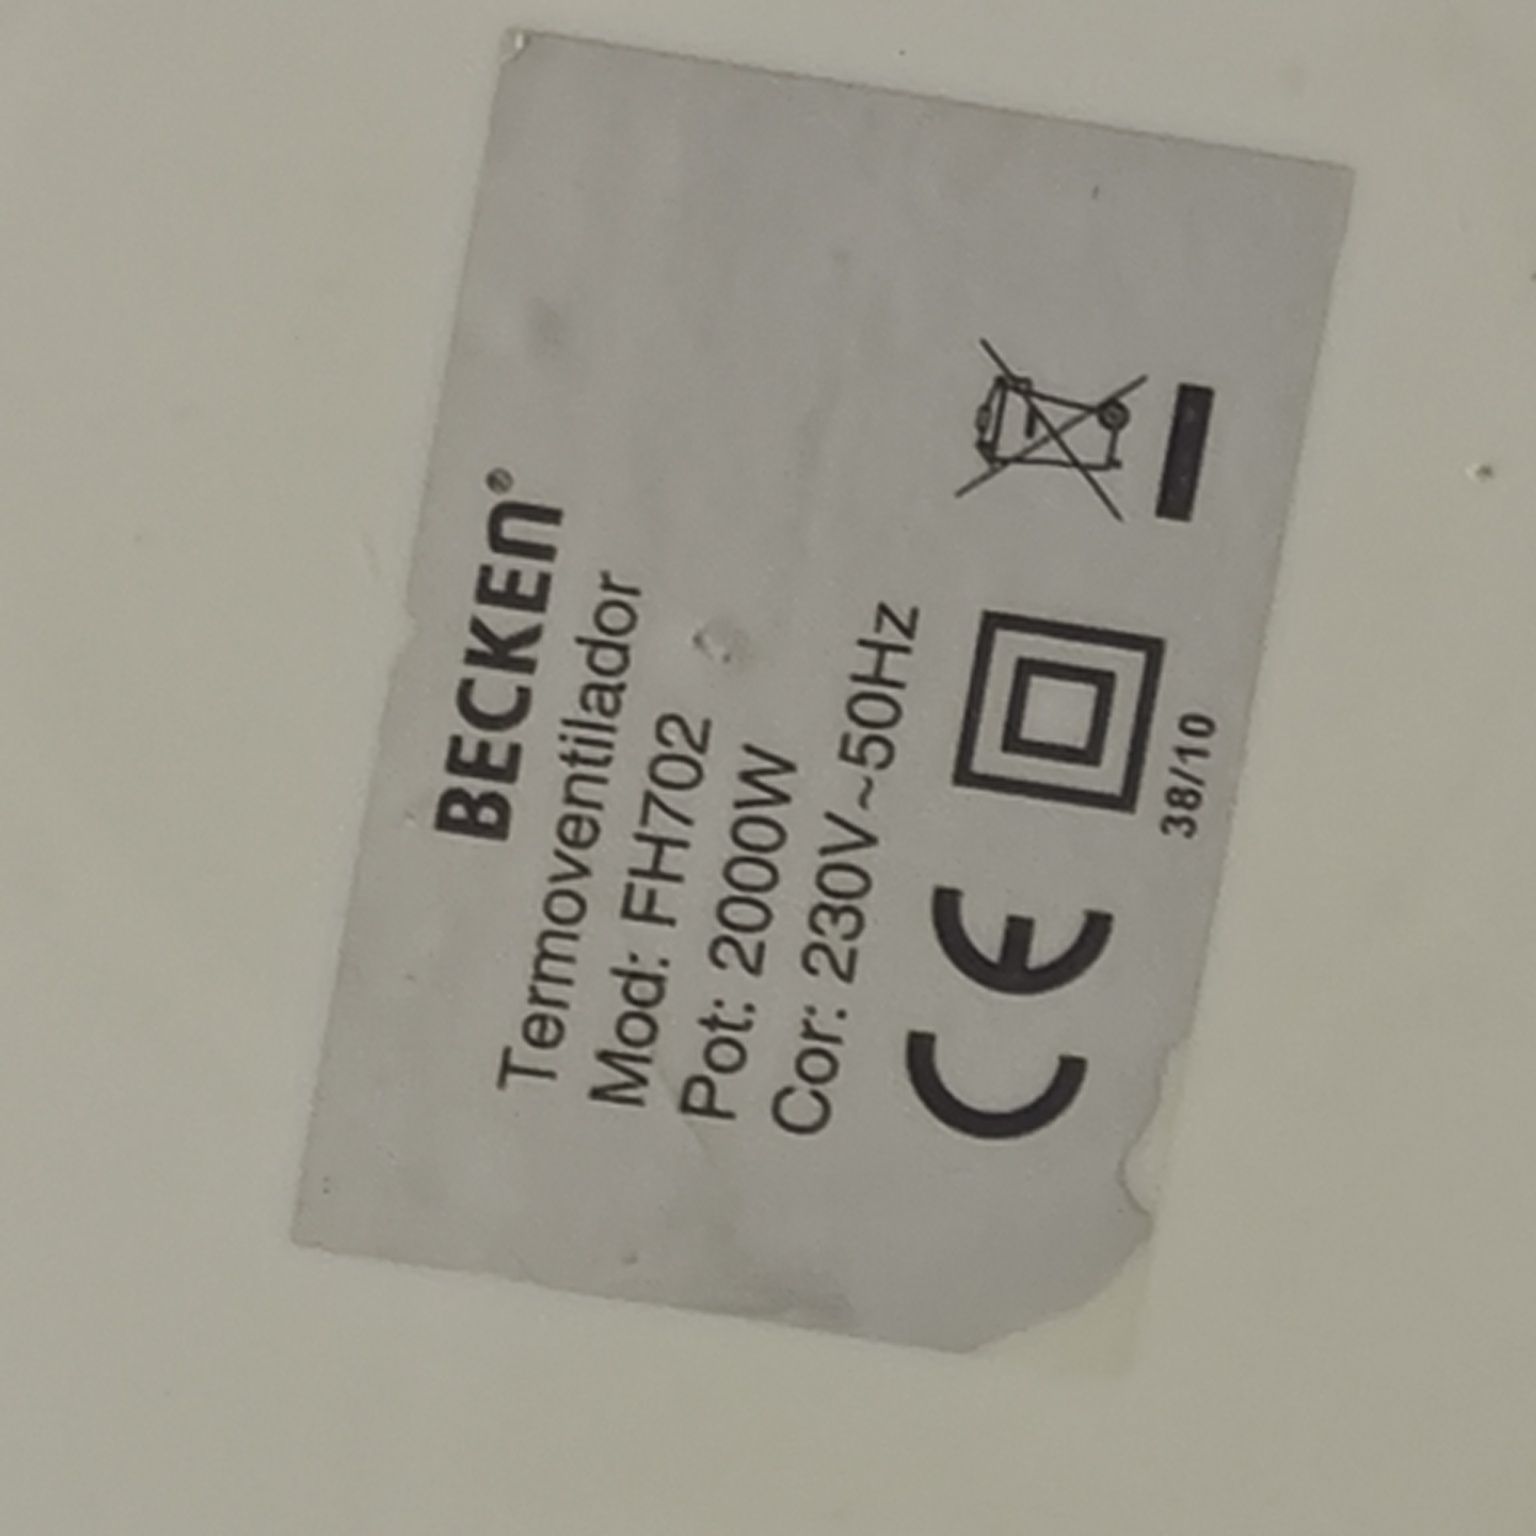 BECKEN®
Termoventilador
Mod: FH702
Pot: 2000W
Cor: 230V~50Hz
CE
38/10